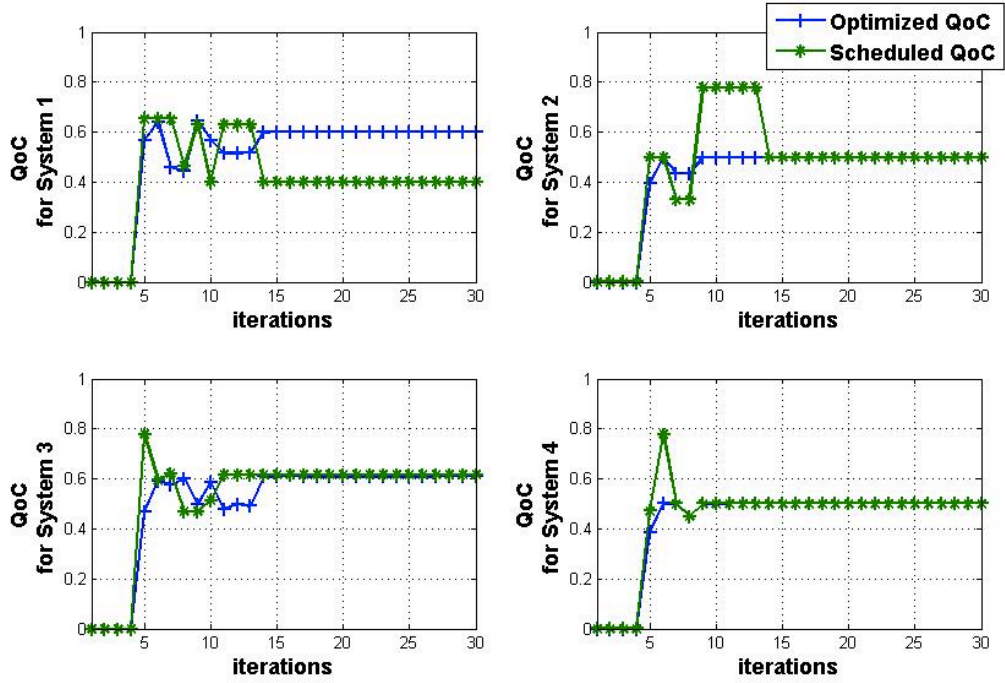 Optimized QoC
Scheduled QoC
QoC
for System 1
1
0.8
0.6
0.4
0.2
0
5 10 15 20 25 30
iterations
QoC
for System 2
1
0.8
0.6
0.4
0.2
0
5 10 15 20 25 30
iterations
QoC
for System 3
1
0.8
0.6
0.4
0.2
0
5 10 15 20 25 30
iterations
QoC
for System 4
1
0.8
0.6
0.4
0.2
0
5 10 15 20 25 30
iterations